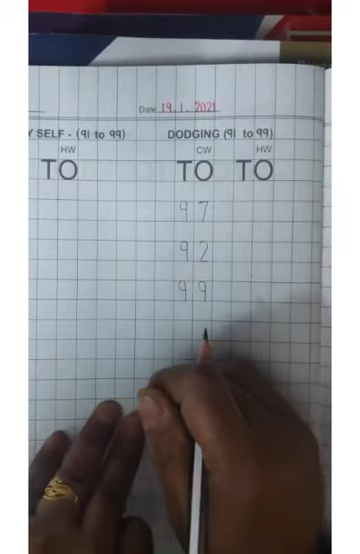 Date 19.1.2021
Y SELF - (91 to 99)
DODGING (91 to 99)
HW
CW
HW
TO
TO
TO
97
92
99